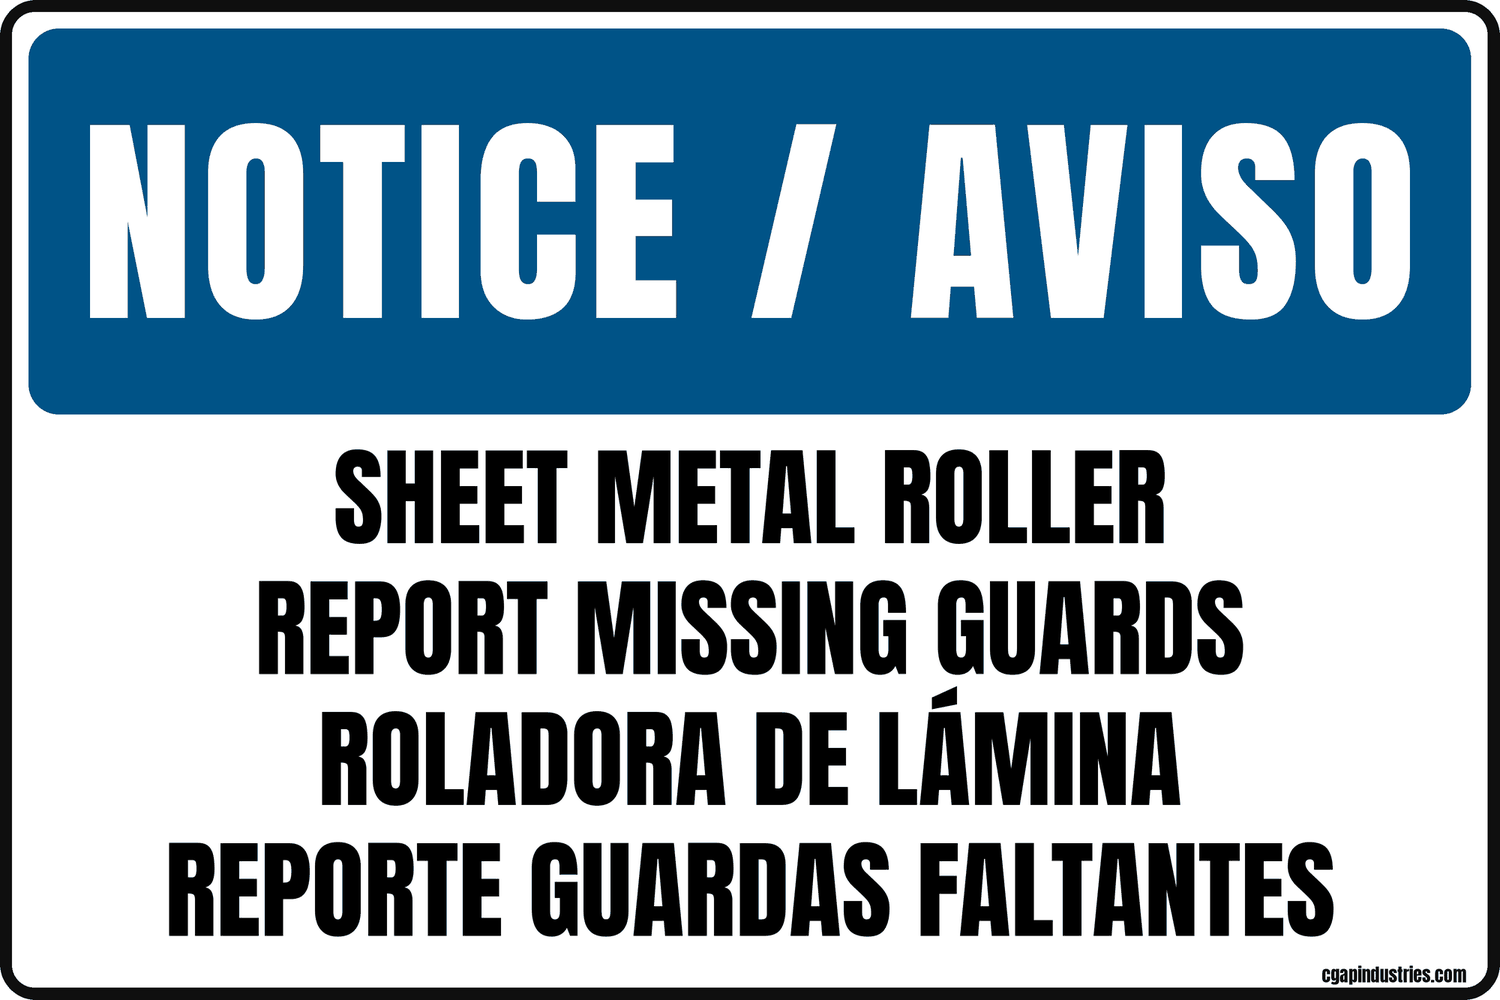 NOTICE / AVISO
SHEET METAL ROLLER
REPORT MISSING GUARDS
ROLADORA DE LÁMINA
REPORTE GUARDAS FALTANTES
cgapindustries.com